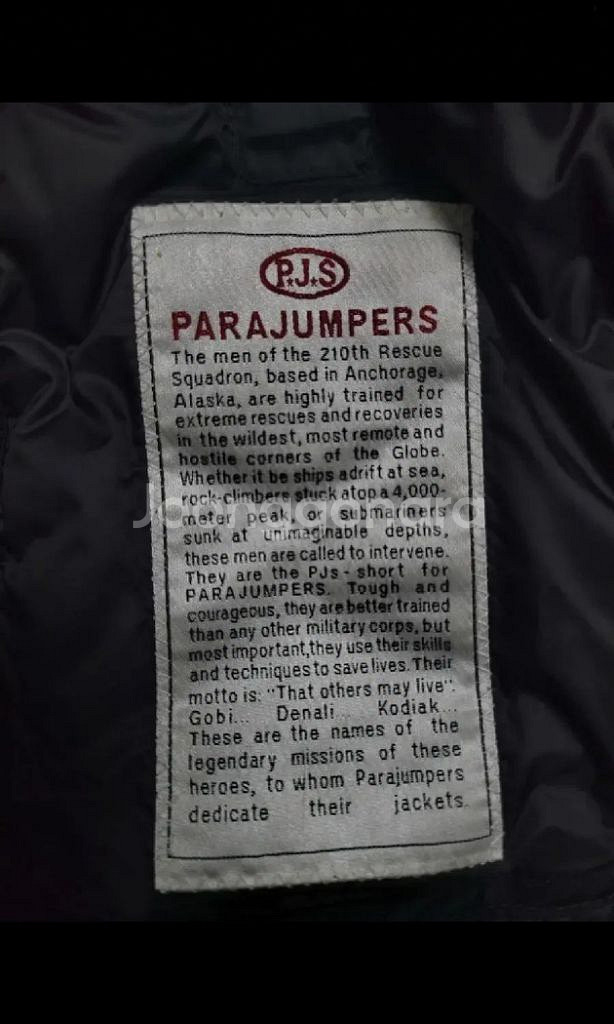 P.J.S
PARAJUMPERS
The men of the 210th Rescue
Squadron, based in Anchorage,
Alaska, are highly trained for
extreme rescues and recoveries
in the wildest, most remote and
hostile corners of the Globe.
Whether it be ships adrift at sea,
rock-climbers stuck atop a 4,000-
meter peak, or submariners
sunk at unimaginable depths,
these men are called to intervene.
They are the PJs - short for
PARAJUMPERS. Tough and
courageous, they are better trained
than any other military corps, but
most important, they use their skills
and techniques to save lives. Their
motto is: "That others may live".
Gobi... Denali... Kodiak...
These are the names of the
legendary missions of these
heroes, to whom Parajumpers
dedicate their jackets.